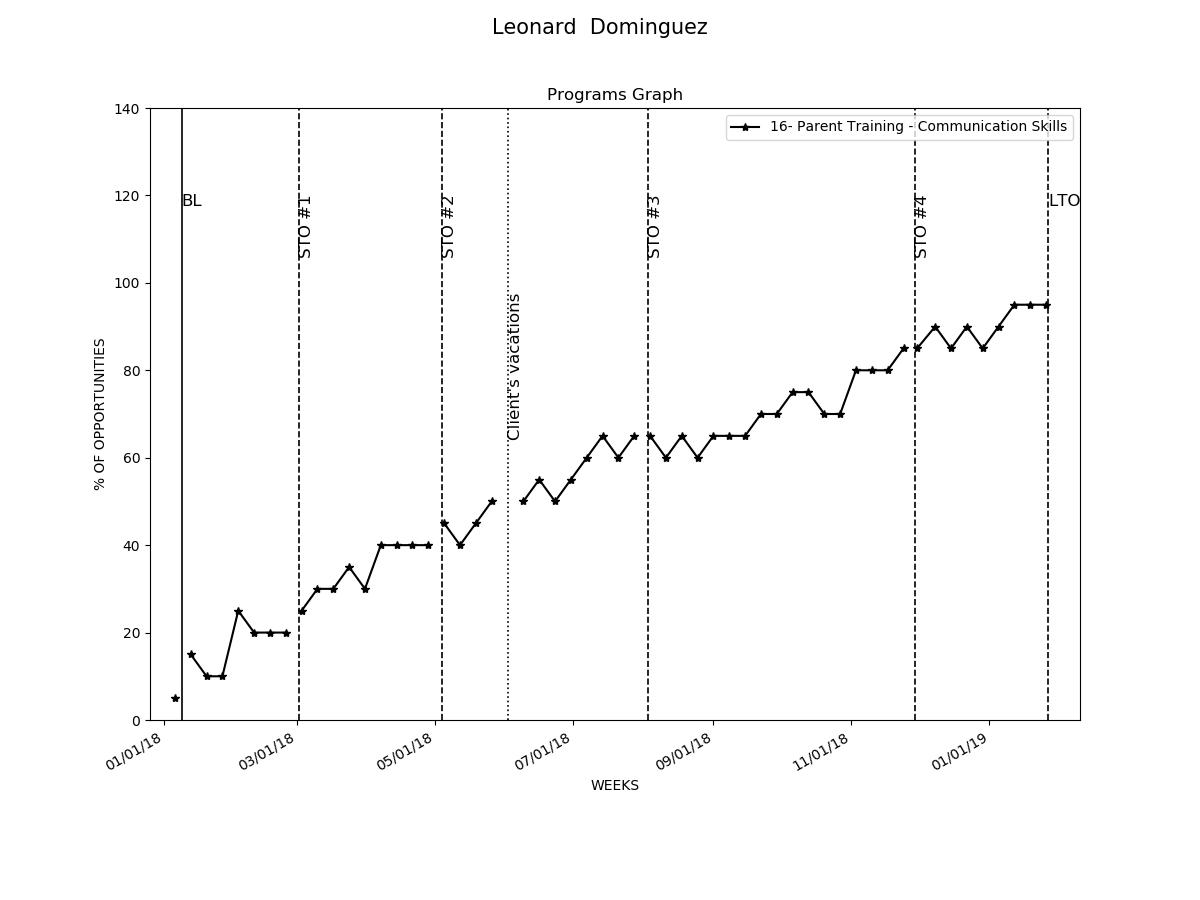 Leonard  Dominguez
Programs Graph
16- Parent Training - Communication Skills
BL
STO #1
STO #2
Client's vacations
STO #3
STO #4
LTO
% OF OPPORTUNITIES
140
120
100
80
60
40
20
0
01/01/18
03/01/18
05/01/18
07/01/18
09/01/18
11/01/18
01/01/19
WEEKS